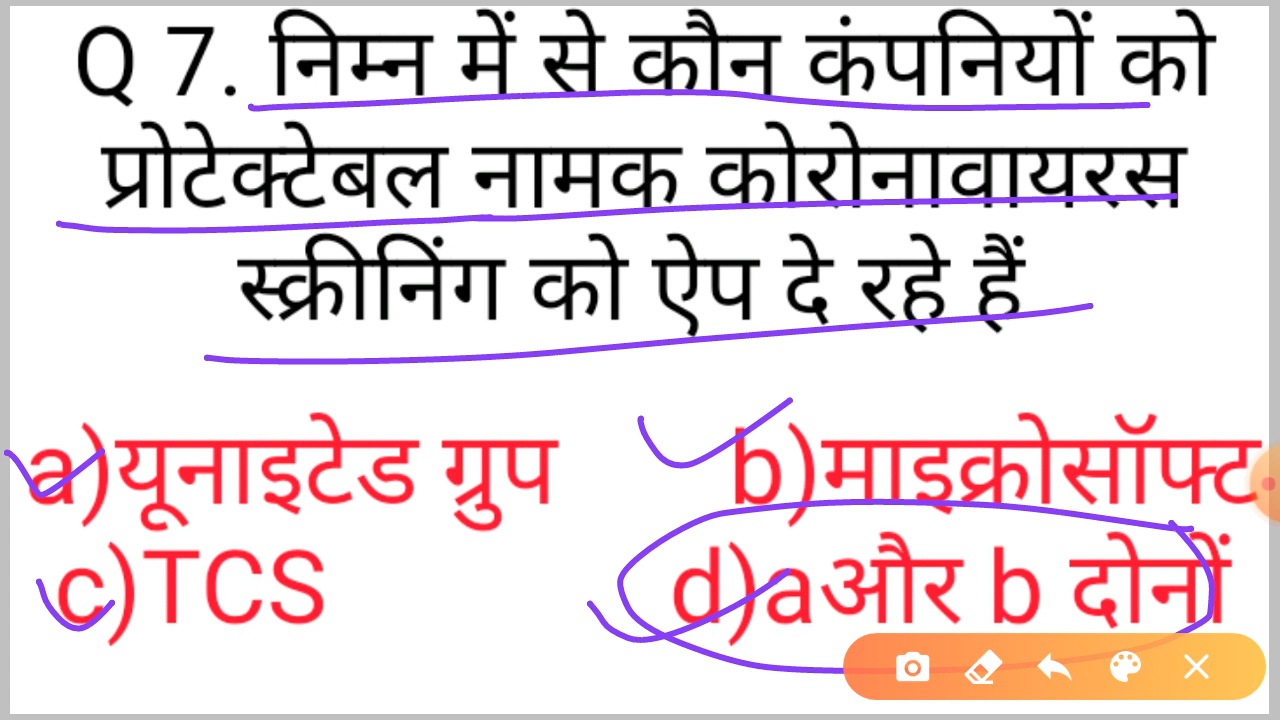 Q 7. निम्न में से कौन कंपनियों को
प्रोटेक्टेबल नामक कोरोनावायरस
स्क्रीनिंग को ऐप दे रहे हैं
a)यूनाइटेड ग्रुप b)माइक्रोसॉफ्ट
c)TCS d)aऔर b दोनों